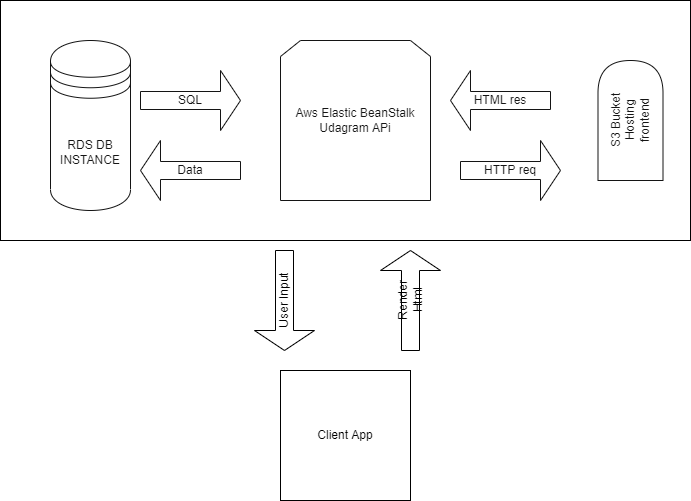 RDS DB
INSTANCE
SQL
Data
Aws Elastic BeanStalk
Udagram APi
HTML res
HTTP req
S3 Bucket
Hosting
frontend
User Input
Render
Html
Client App